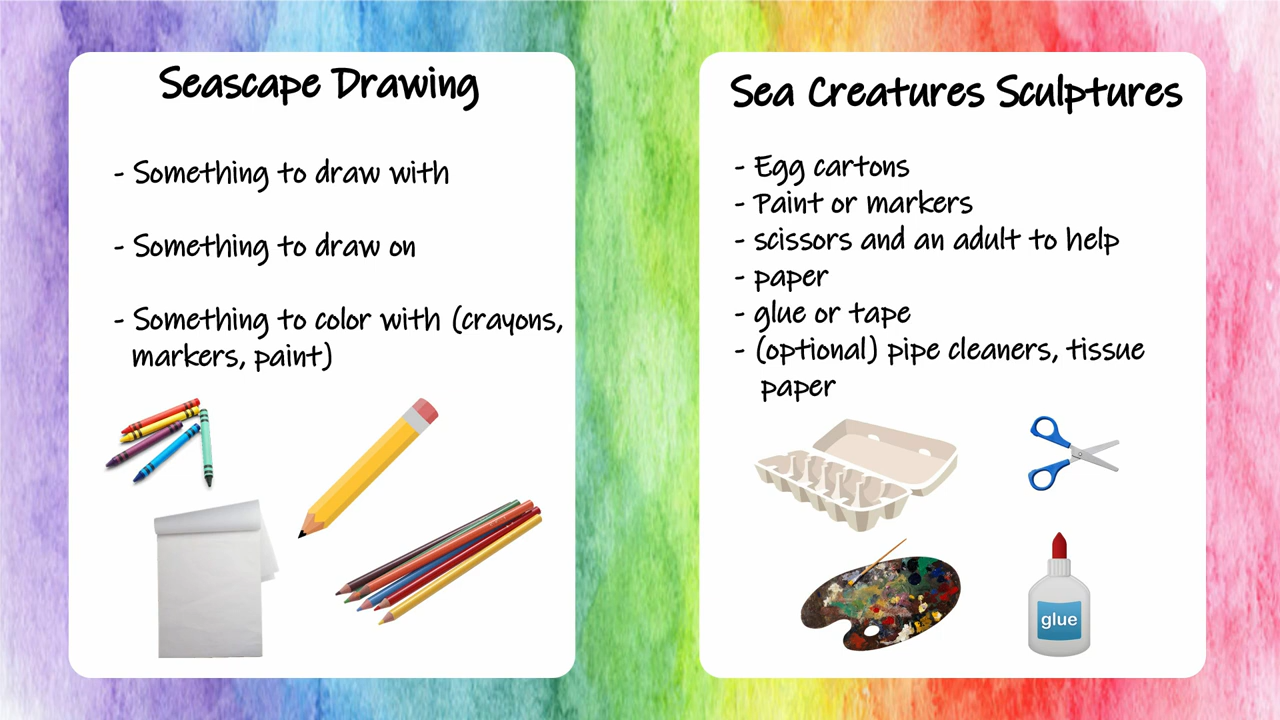 Seascape Drawing
- Something to draw with
- Something to draw on
- Something to color with (crayons,
markers, paint)
Sea Creatures Sculptures
- Egg cartons
- Paint or markers
- scissors and an adult to help
- paper
- glue or tape
- (optional) pipe cleaners, tissue
paper
glue